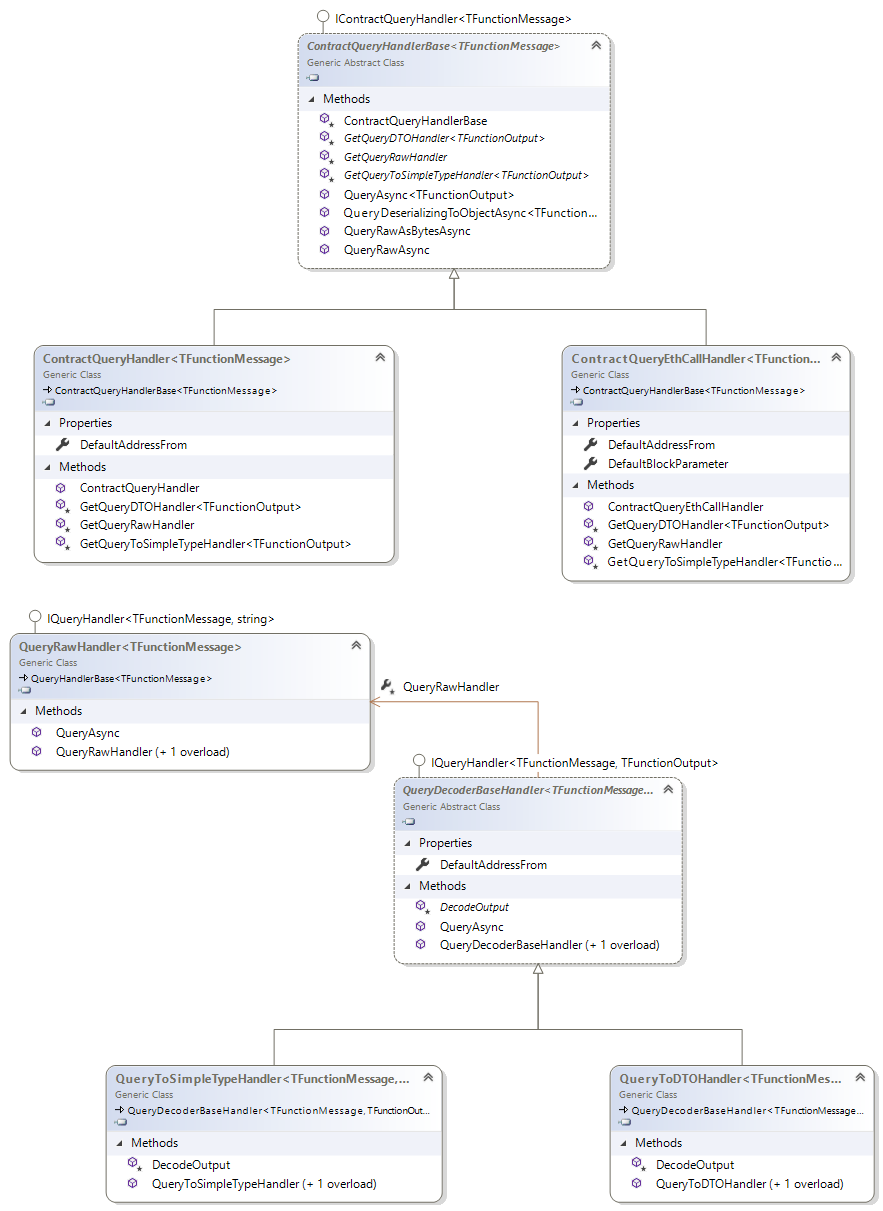 IContractQueryHandler<TFunctionMessage>
ContractQueryHandlerBase<TFunctionMessage>
Generic Abstract Class
Methods
ContractQueryHandlerBase
GetQueryDTOHandler<TFunctionOutput>
GetQueryRawHandler
GetQueryToSimpleTypeHandler<TFunctionOutput>
QueryAsync<TFunctionOutput>
QueryDeserializingToObjectAsync<TFunction...
QueryRawAsBytesAsync
QueryRawAsync
ContractQueryHandler<TFunctionMessage>
Generic Class
ContractQueryHandlerBase<TFunctionMessage>
Properties
DefaultAddressFrom
Methods
ContractQueryHandler
GetQueryDTOHandler<TFunctionOutput>
GetQueryRawHandler
GetQueryToSimpleTypeHandler<TFunctionOutput>
ContractQueryEthCallHandler<TFunction...
Generic Class
ContractQueryHandlerBase<TFunctionMessage>
Properties
DefaultAddressFrom
DefaultBlockParameter
Methods
ContractQueryEthCallHandler
GetQueryDTOHandler<TFunctionOutput>
GetQueryRawHandler
GetQueryToSimpleTypeHandler<TFunctio...
IQueryHandler<TFunctionMessage, string>
QueryRawHandler<TFunctionMessage>
Generic Class
QueryHandlerBase<TFunctionMessage>
Methods
QueryAsync
QueryRawHandler (+ 1 overload)
QueryRawHandler
IQueryHandler<TFunctionMessage, TFunctionOutput>
QueryDecoderBaseHandler<TFunctionMessage...
Generic Abstract Class
Properties
DefaultAddressFrom
Methods
DecodeOutput
QueryAsync
QueryDecoderBaseHandler (+ 1 overload)
QueryToSimpleTypeHandler<TFunctionMessage,...
Generic Class
QueryDecoderBaseHandler<TFunctionMessage, TFunctionOut...
Methods
DecodeOutput
QueryToSimpleTypeHandler (+ 1 overload)
QueryToDTOHandler<TFunctionMes...
Generic Class
QueryDecoderBaseHandler<TFunctionMessage...
Methods
DecodeOutput
QueryToDTOHandler (+ 1 overload)